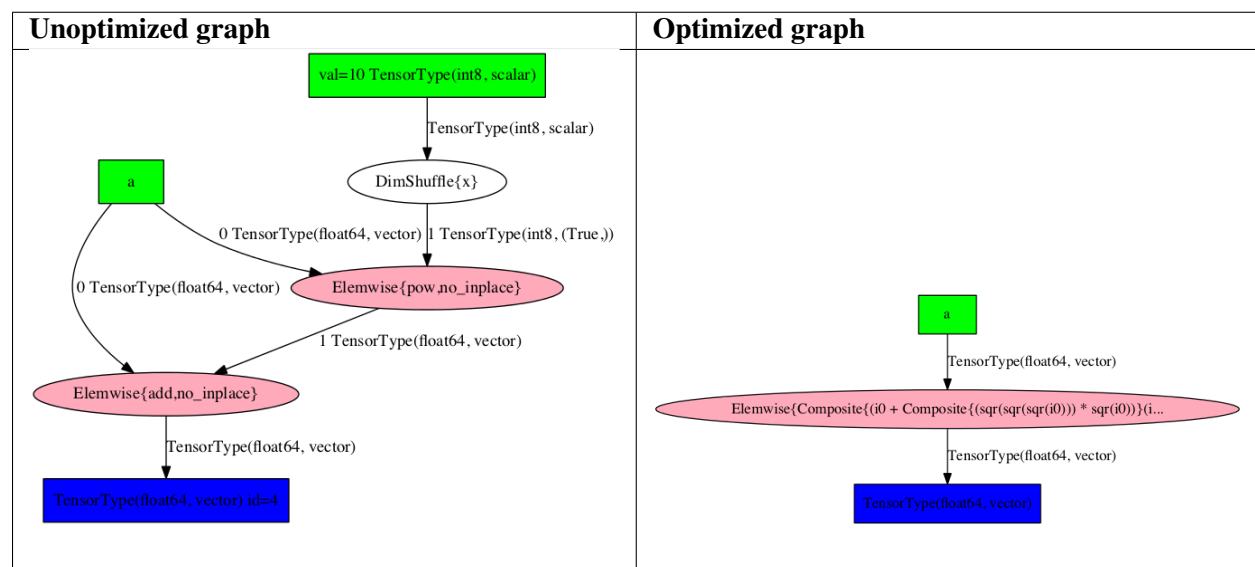 Unoptimized graph
Optimized graph
val=10 TensorType(int8, scalar)
TensorType(int8, scalar)
a
DimShuffle{x}
0 TensorType(float64, vector)
1 TensorType(int8, (True,))
0 TensorType(float64, vector)
Elemwise{pow,no_inplace}
1 TensorType(float64, vector)
Elemwise{add,no_inplace}
TensorType(float64, vector)
TensorType(float64, vector) id=4
a
TensorType(float64, vector)
Elemwise{Composite{(i0 + Composite{(sqr(sqr(sqr(i0))) * sqr(i0))}(i...
TensorType(float64, vector)
TensorType(float64, vector)